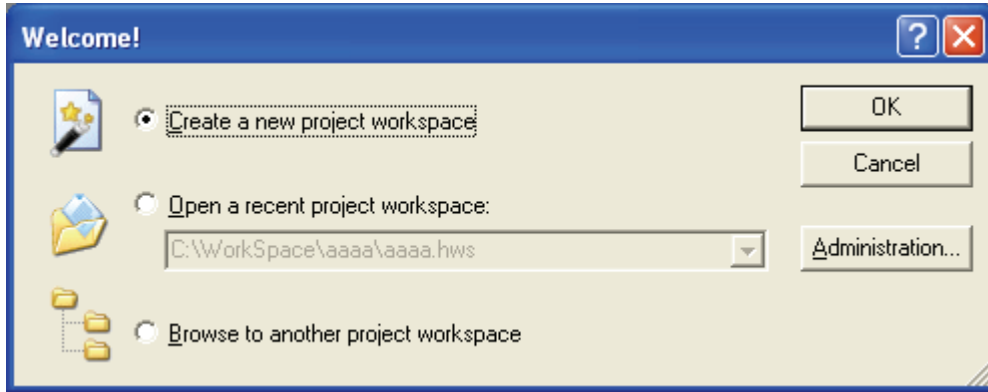 Welcome!
Create a new project workspace
OK
Cancel
Open a recent project workspace:
C:\WorkSpace\aaaa\aaaa.hws
Administration...
Browse to another project workspace